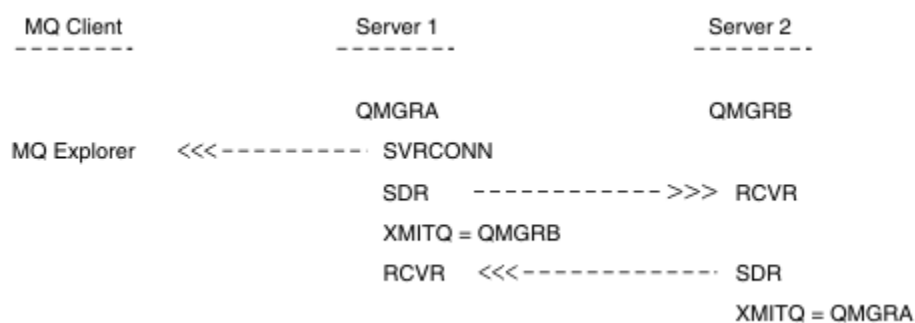 MQ Client Server 1 Server 2
QMGRA QMGRB
MQ Explorer <<<---------- SVRCONN
SDR ------------->>> RCVR
XMITQ = QMGRB
RCVR <<<------------- SDR
XMITQ = QMGRA